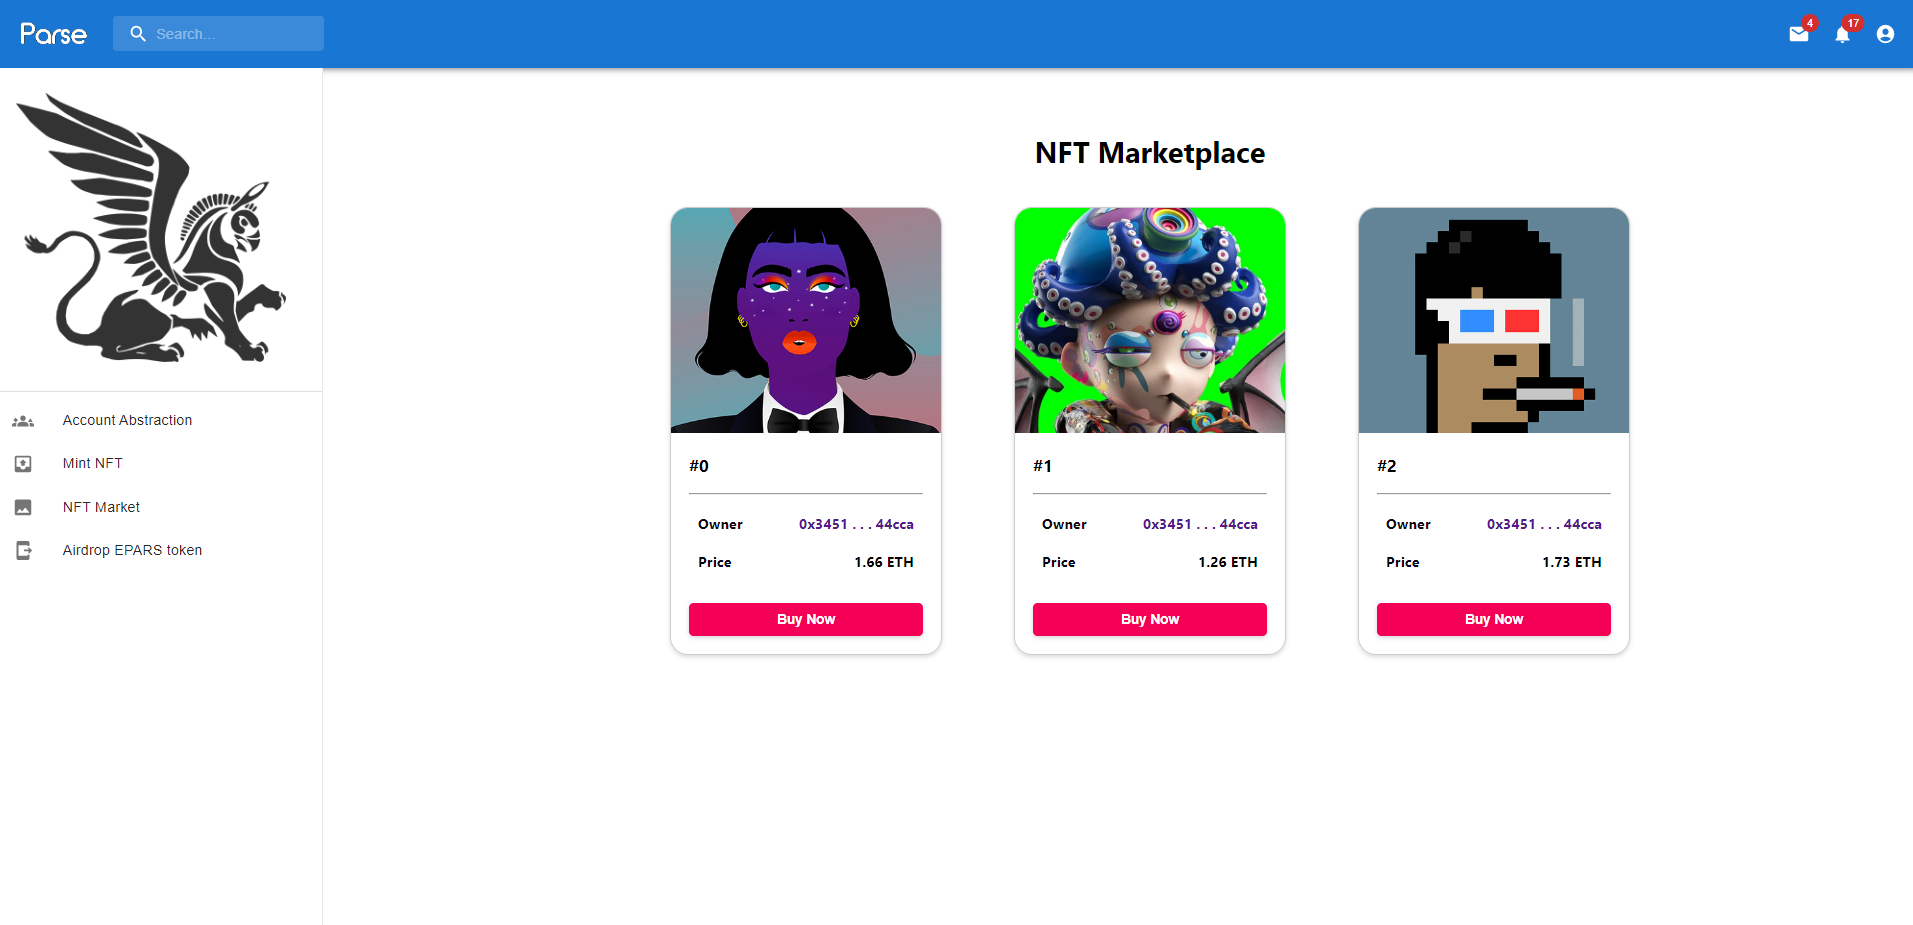 Parse
Search...
4
17
Account Abstraction
Mint NFT
NFT Market
Airdrop EPARS token
NFT Marketplace
#0
Owner 0x3451 . . . 44cca
Price 1.66 ETH
Buy Now
#1
Owner 0x3451 . . . 44cca
Price 1.26 ETH
Buy Now
#2
Owner 0x3451 . . . 44cca
Price 1.73 ETH
Buy Now